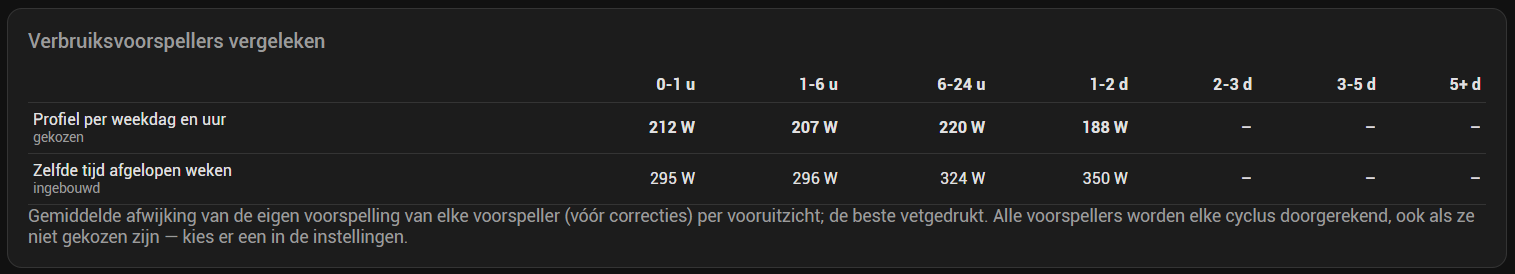 Verbruiksvoorspellers vergeleken
0-1 u 1-6 u 6-24 u 1-2 d 2-3 d 3-5 d 5+ d
Profiel per weekdag en uur
gekozen
212 W 207 W 220 W 188 W – – –
Zelfde tijd afgelopen weken
ingebouwd
295 W 296 W 324 W 350 W – – –
Gemiddelde afwijking van de eigen voorspelling van elke voorspeller (vóór correcties) per vooruitzicht; de beste vetgedrukt. Alle voorspellers worden elke cyclus doorgerekend, ook als ze
niet gekozen zijn — kies er een in de instellingen.